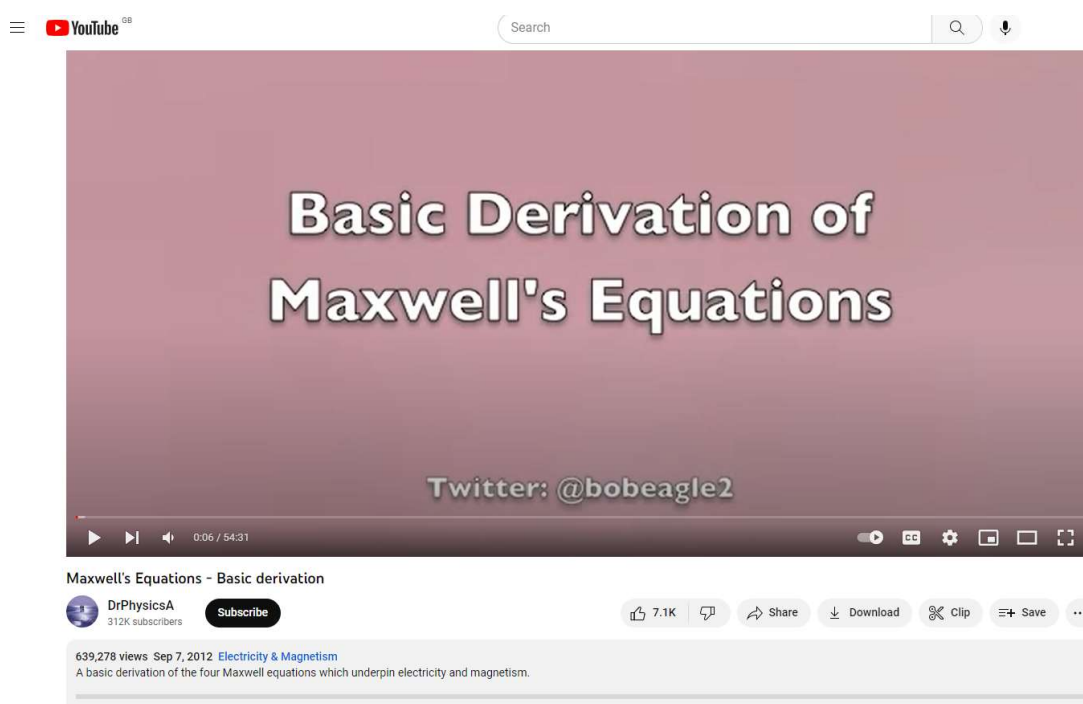 YouTube GB
Search
Basic Derivation of
Maxwell's Equations
Twitter: @bobeagle2
0:06 / 54:31
CC
Maxwell's Equations - Basic derivation
DrPhysicsA
312K subscribers
Subscribe
7.1K
Share
Download
Clip
Save
639,278 views Sep 7, 2012 Electricity & Magnetism
A basic derivation of the four Maxwell equations which underpin electricity and magnetism.